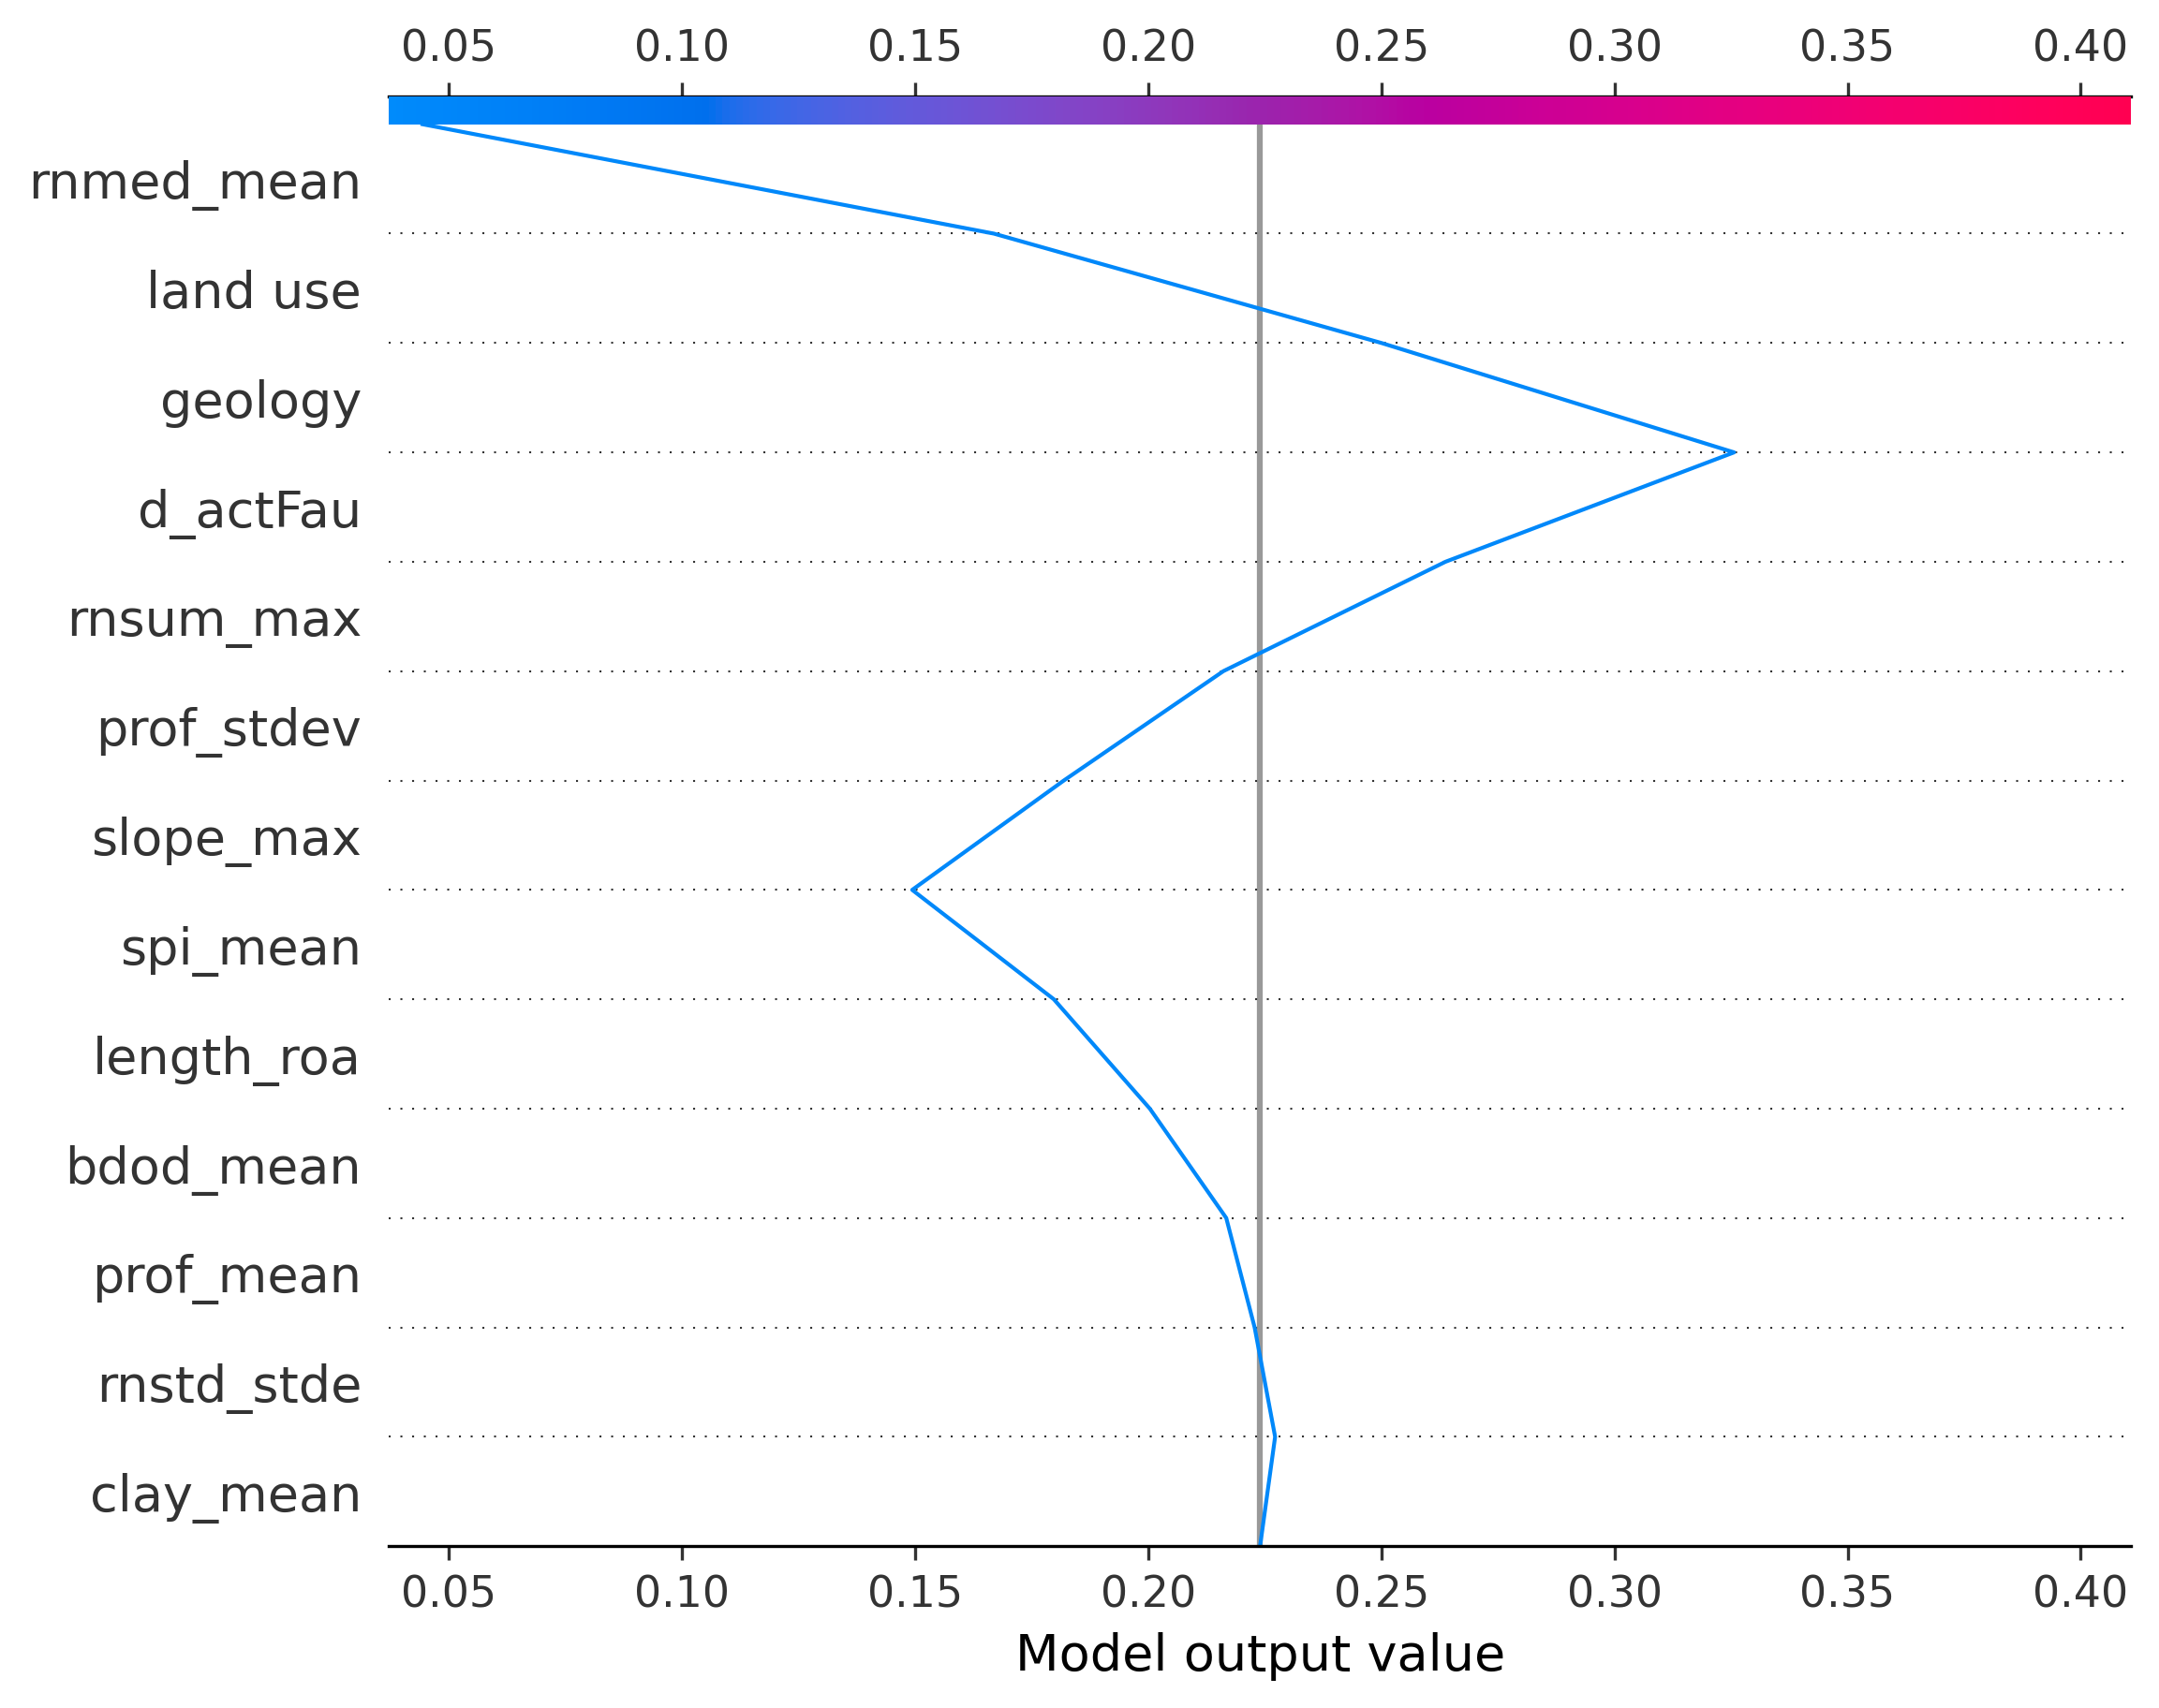 0.05 0.10 0.15 0.20 0.25 0.30 0.35 0.40
rnmed_mean
land use
geology
d_actFau
rnsum_max
prof_stdev
slope_max
spi_mean
length_roa
bdod_mean
prof_mean
rnstd_stde
clay_mean
0.05 0.10 0.15 0.20 0.25 0.30 0.35 0.40
Model output value